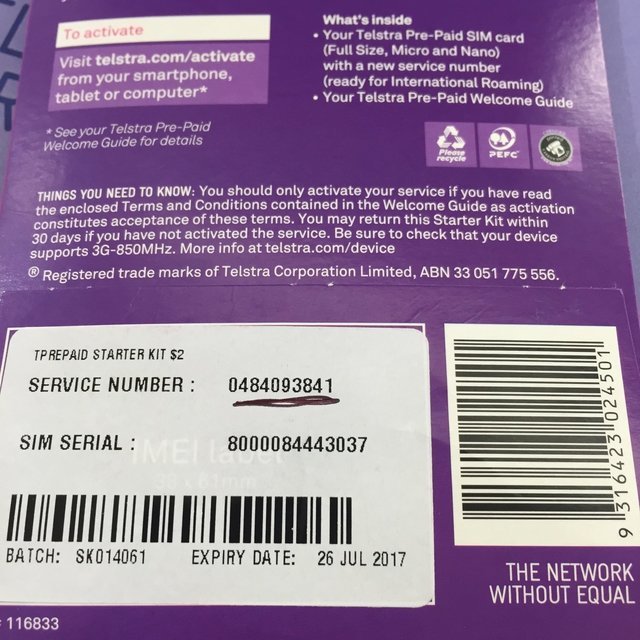 To activate
Visit telstra.com/activate
from your smartphone,
tablet or computer*
* See your Telstra Pre-Paid
Welcome Guide for details
What's inside
• Your Telstra Pre-Paid SIM card
(Full Size, Micro and Nano)
with a new service number
(ready for International Roaming)
• Your Telstra Pre-Paid Welcome Guide
Please
recycle
PEFC
THINGS YOU NEED TO KNOW: You should only activate your service if you have read
the enclosed Terms and Conditions contained in the Welcome Guide as activation
constitutes acceptance of these terms. You may return this Starter Kit within
30 days if you have not activated the service. Be sure to check that your device
supports 3G-850MHz. More info at telstra.com/device
® Registered trade marks of Telstra Corporation Limited, ABN 33 051 775 556.
TPREPAID STARTER KIT $2
SERVICE NUMBER : 0484093841
SIM SERIAL : 8000084443037
IMEI label
33 x 61mm
BATCH: SK014061 EXPIRY DATE: 26 JUL 2017
9 316423 024501
THE NETWORK
WITHOUT EQUAL
116833